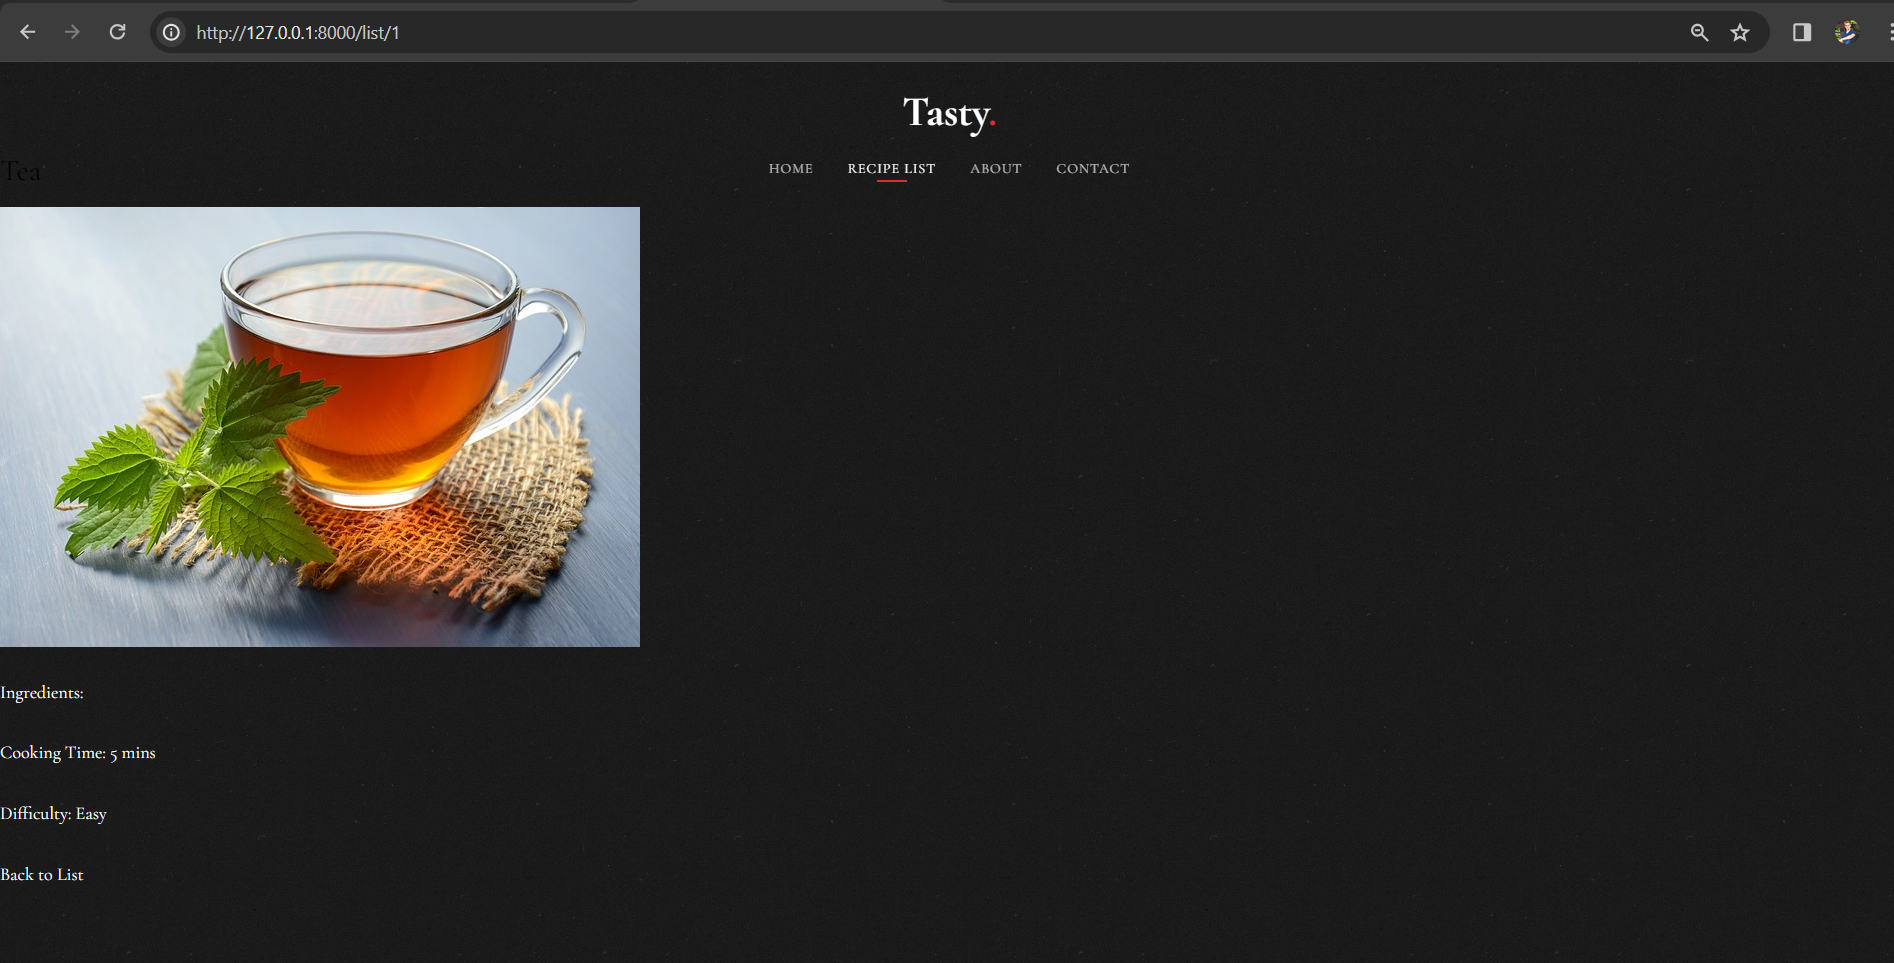 http://127.0.0.1:8000/list/1
Tasty.
HOME RECIPE LIST ABOUT CONTACT
Tea
Ingredients:
Cooking Time: 5 mins
Difficulty: Easy
Back to List